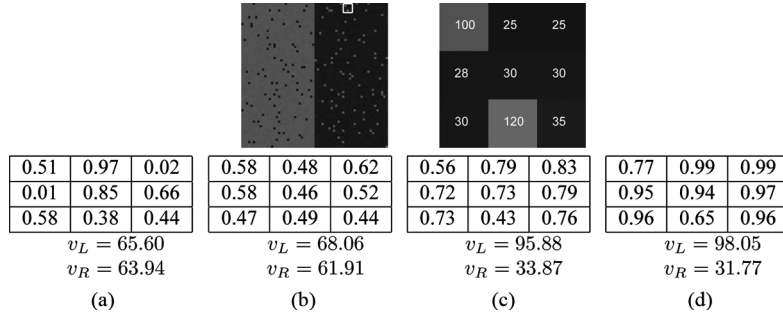 100 25 25
28 30 30
30 120 35
0.51 0.97 0.02 0.58 0.48 0.62 0.56 0.79 0.83 0.77 0.99 0.99
0.01 0.85 0.66 0.58 0.46 0.52 0.72 0.73 0.79 0.95 0.94 0.97
0.58 0.38 0.44 0.47 0.49 0.44 0.73 0.43 0.76 0.96 0.65 0.96
v_L = 65.60 v_L = 68.06 v_L = 95.88 v_L = 98.05
v_R = 63.94 v_R = 61.91 v_R = 33.87 v_R = 31.77
(a) (b) (c) (d)